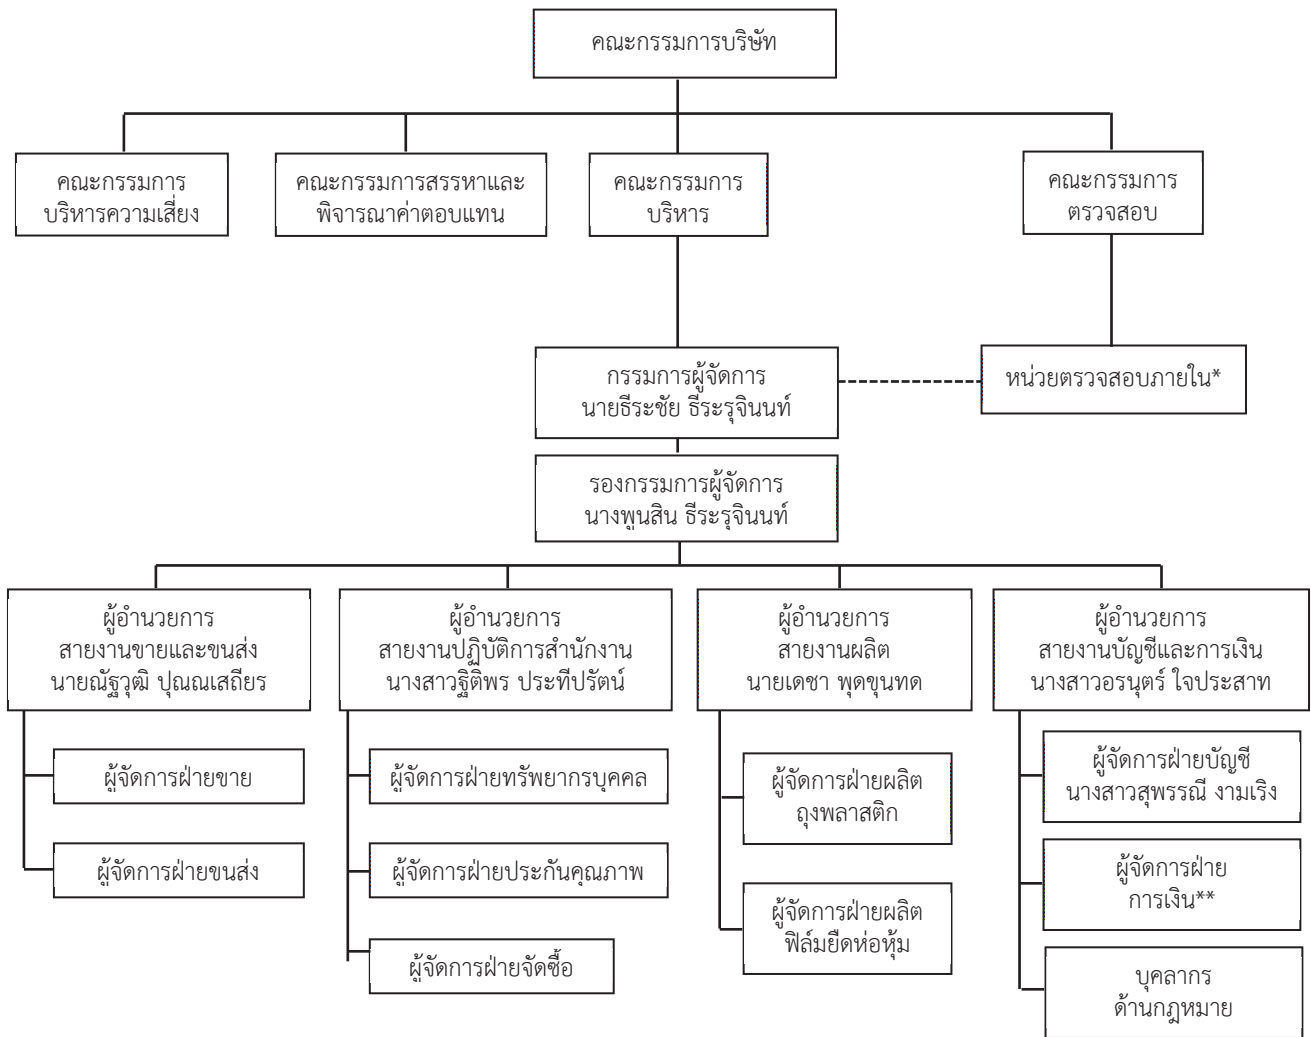 คณะกรรมการบริษัท
คณะกรรมการ
บริหารความเสี่ยง
คณะกรรมการสรรหาและ
พิจารณาค่าตอบแทน
คณะกรรมการ
บริหาร
คณะกรรมการ
ตรวจสอบ
กรรมการผู้จัดการ
นายธีระชัย ธีระรุจินนท์
หน่วยตรวจสอบภายใน*
รองกรรมการผู้จัดการ
นางพูนสิน ธีระรุจินนท์
ผู้อำนวยการ
สายงานขายและขนส่ง
นายณัฐวุฒิ ปุณณเสถียร
ผู้อำนวยการ
สายงานปฏิบัติการสำนักงาน
นางสาวฐิติพร ประทีปรัตน์
ผู้อำนวยการ
สายงานผลิต
นายเดชา พุดขุนทด
ผู้อำนวยการ
สายงานบัญชีและการเงิน
นางสาวอรนุตร์ ใจประสาท
ผู้จัดการฝ่ายขาย
ผู้จัดการฝ่ายขนส่ง
ผู้จัดการฝ่ายทรัพยากรบุคคล
ผู้จัดการฝ่ายประกันคุณภาพ
ผู้จัดการฝ่ายจัดซื้อ
ผู้จัดการฝ่ายผลิต
ถุงพลาสติก
ผู้จัดการฝ่ายผลิต
ฟิล์มยืดห่อหุ้ม
ผู้จัดการฝ่ายบัญชี
นางสาวสุพรรณี งามเริง
ผู้จัดการฝ่าย
การเงิน**
บุคลากร
ด้านกฎหมาย